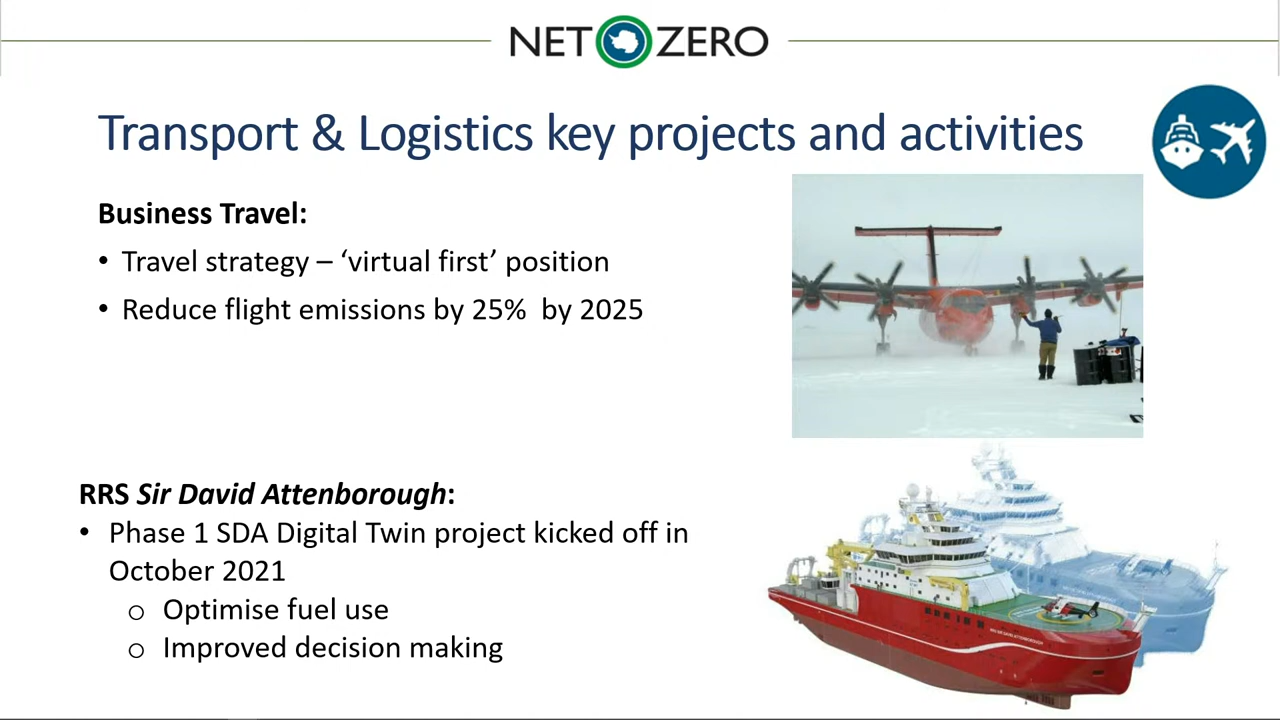 NET ZERO
Transport & Logistics key projects and activities
Business Travel:
• Travel strategy – ‘virtual first’ position
• Reduce flight emissions by 25%  by 2025
RRS Sir David Attenborough:
• Phase 1 SDA Digital Twin project kicked off in
October 2021
o Optimise fuel use
o Improved decision making